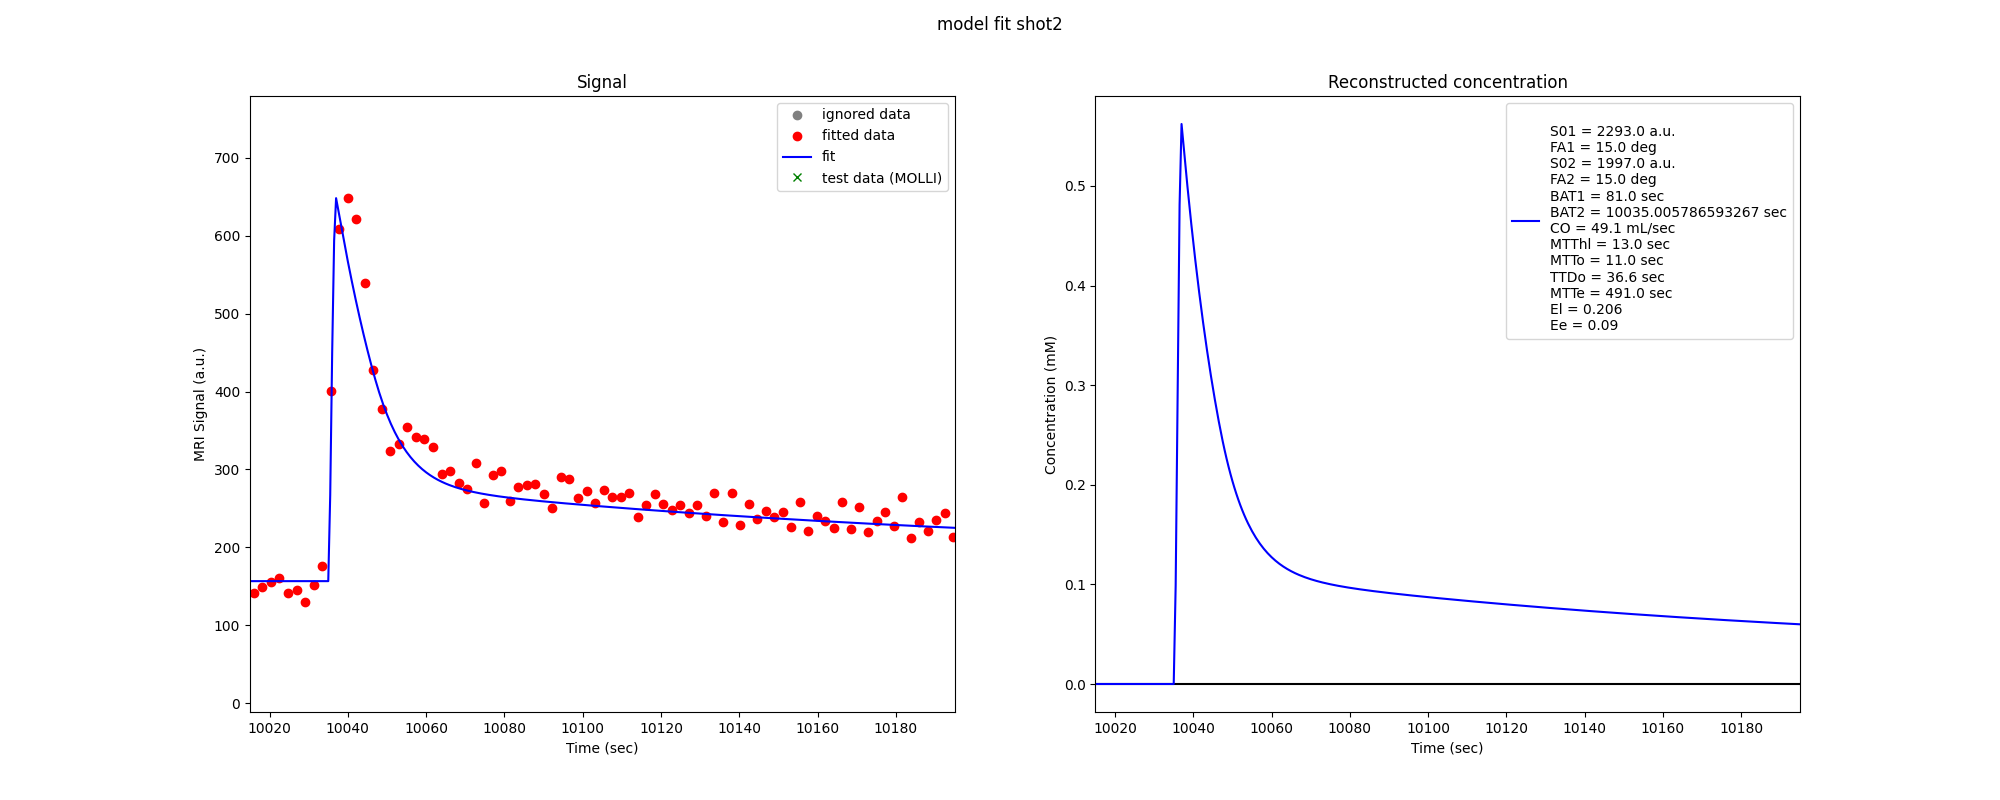 model fit shot2
Signal
700
600
500
400
300
200
100
0
MRI Signal (a.u.)
10020 10040 10060 10080 10100 10120 10140 10160 10180
Time (sec)
ignored data
fitted data
fit
test data (MOLLI)
Reconstructed concentration
0.5
0.4
0.3
0.2
0.1
0.0
Concentration (mM)
10020 10040 10060 10080 10100 10120 10140 10160 10180
Time (sec)
S01 = 2293.0 a.u.
FA1 = 15.0 deg
S02 = 1997.0 a.u.
FA2 = 15.0 deg
BAT1 = 81.0 sec
BAT2 = 10035.005786593267 sec
CO = 49.1 mL/sec
MTThl = 13.0 sec
MTTo = 11.0 sec
TTDo = 36.6 sec
MTTe = 491.0 sec
El = 0.206
Ee = 0.09